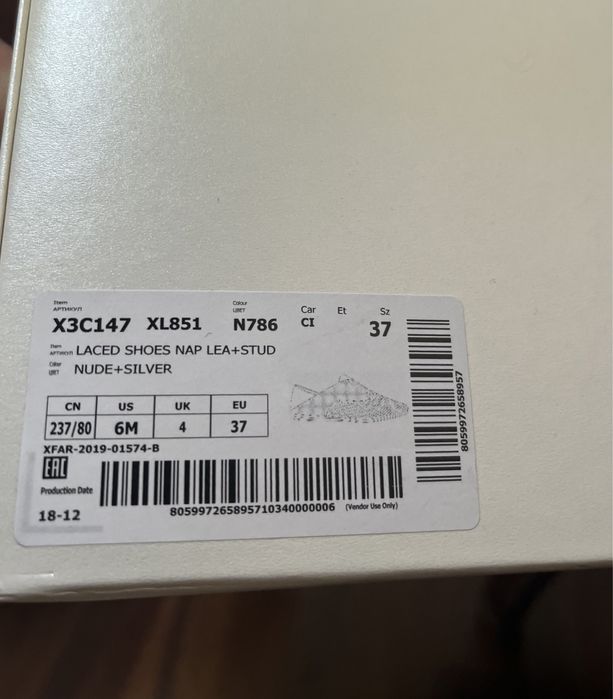 Item Colour
АРТИКУЛ ЦВЕТ Car Et Sz
X3C147 XL851 N786 CI 37
Item
АРТИКУЛ LACED SHOES NAP LEA+STUD
Colour
ЦВЕТ NUDE+SILVER
CN US UK EU
237/80 6M 4 37
XFAR-2019-01574-B
EAC
Production Date
18-12
805997265895710340000006 (Vendor Use Only)
8059972658957